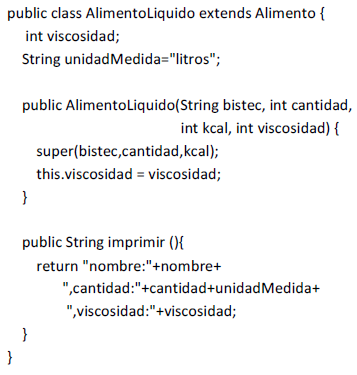 public class AlimentoLiquido extends Alimento {
int viscosidad;
String unidadMedida="litros";
public AlimentoLiquido(String bistec, int cantidad,
int kcal, int viscosidad) {
super(bistec,cantidad,kcal);
this.viscosidad = viscosidad;
}
public String imprimir (){
return "nombre:"+nombre+
",cantidad:"+cantidad+unidadMedida+
",viscosidad:"+viscosidad;
}
}